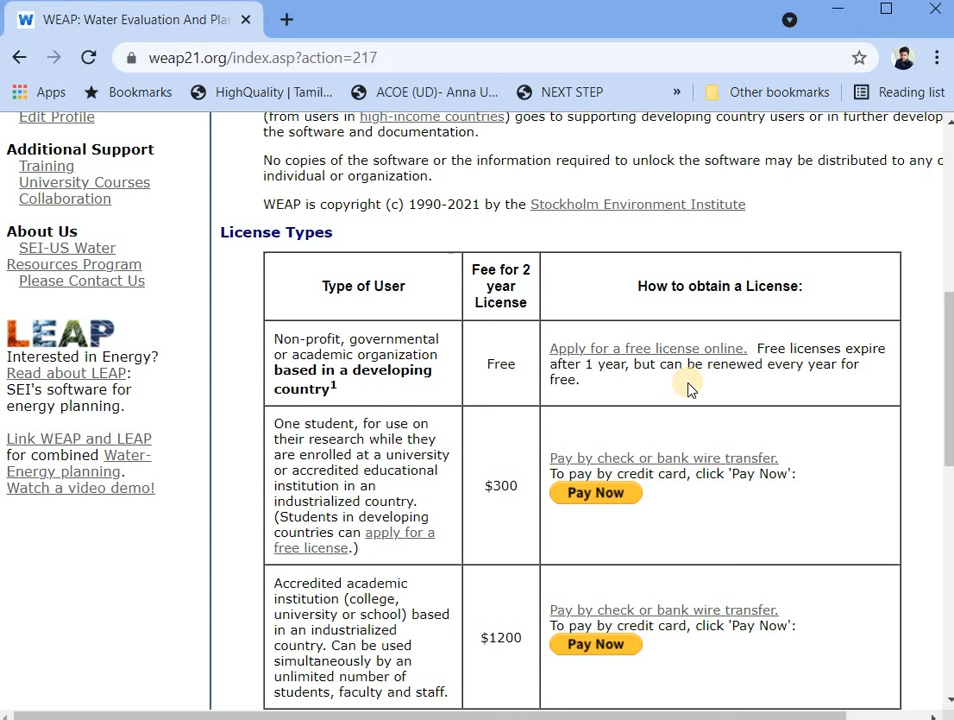 WEAP: Water Evaluation And Pla
weap21.org/index.asp?action=217
Apps
Bookmarks
HighQuality | Tamil...
ACOE (UD)- Anna U...
NEXT STEP
»
Other bookmarks
Reading list
Edit Profile
Additional Support
Training
University Courses
Collaboration
About Us
SEI-US Water
Resources Program
Please Contact Us
LEAP
Interested in Energy?
Read about LEAP:
SEI's software for
energy planning.
Link WEAP and LEAP
for combined Water-
Energy planning.
Watch a video demo!
(from users in high-income countries) goes to supporting developing country users or in further develop
the software and documentation.
No copies of the software or the information required to unlock the software may be distributed to any
individual or organization.
WEAP is copyright (c) 1990-2021 by the Stockholm Environment Institute
License Types
Type of User
Fee for 2
year
License
How to obtain a License:
Non-profit, governmental
or academic organization
based in a developing
country1
Free
Apply for a free license online. Free licenses expire
after 1 year, but can be renewed every year for
free.
One student, for use on
their research while they
are enrolled at a university
or accredited educational
institution in an
industrialized country.
(Students in developing
countries can apply for a
free license.)
$300
Pay by check or bank wire transfer.
To pay by credit card, click 'Pay Now':
Pay Now
Accredited academic
institution (college,
university or school) based
in an industrialized
country. Can be used
simultaneously by an
unlimited number of
students, faculty and staff.
$1200
Pay by check or bank wire transfer.
To pay by credit card, click 'Pay Now':
Pay Now